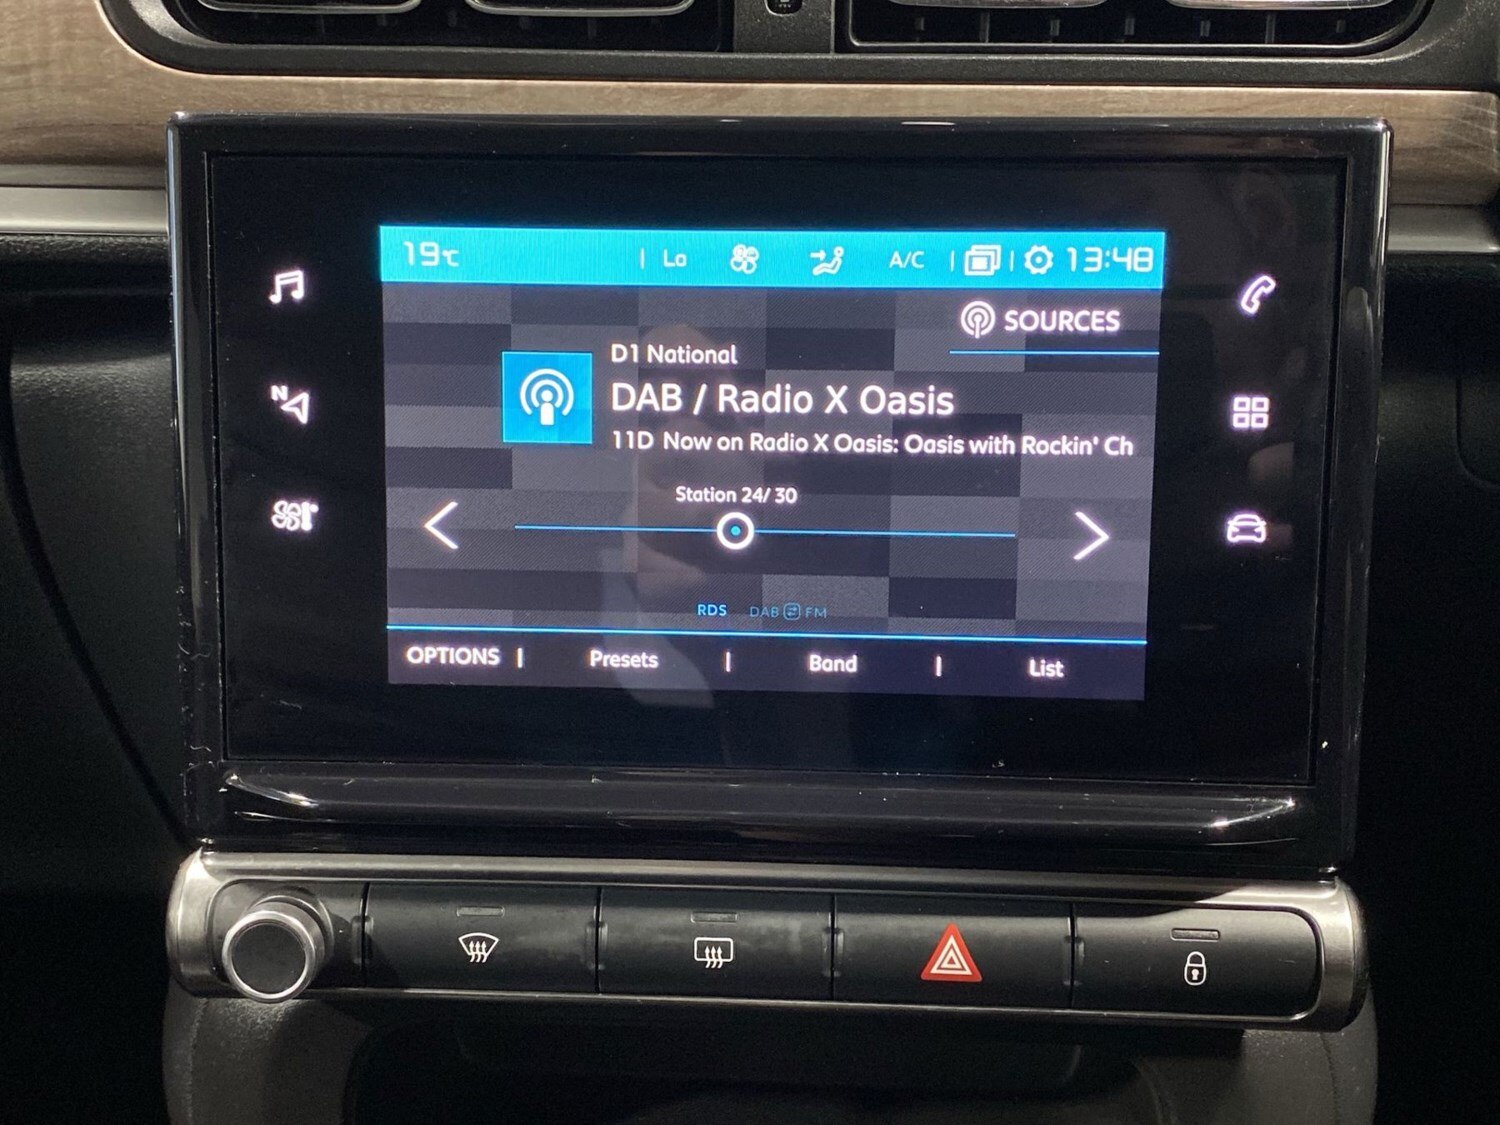 19°C | Lo A/C | | 13:48
SOURCES
D1 National
DAB / Radio X Oasis
11D Now on Radio X Oasis: Oasis with Rockin' Ch
Station 24/ 30
RDS DAB FM
OPTIONS | Presets | Band | List
N